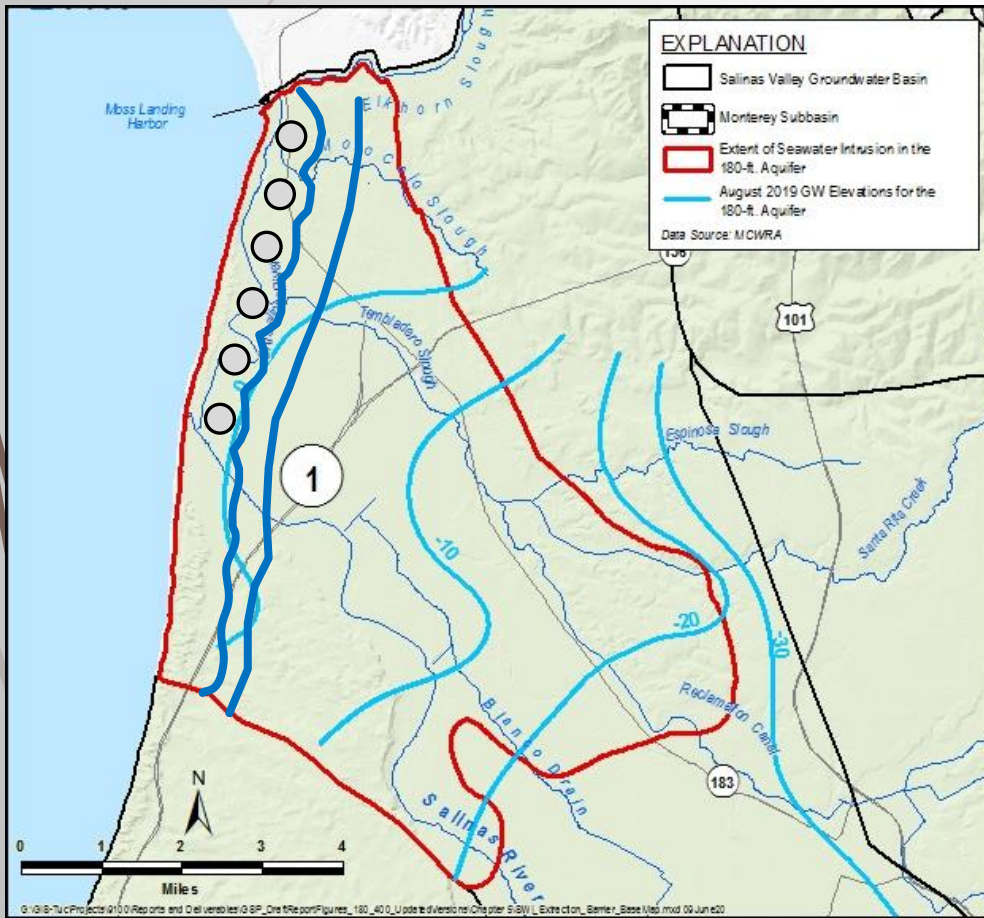 EXPLANATION
Salinas Valley Groundwater Basin
Monterey Subbasin
Extent of Seawater Intrusion in the
180-ft. Aquifer
August 2019 GW Elevations for the
180-ft. Aquifer
Data Source: MCWRA
Moss Landing
Harbor
Elkhorn Slough
Moro Cojo Slough
156
101
Tembladero
Slough
0
Espinosa Slough
Santa Rita Creek
1
-10
-20
-30
Reclamation Canal
Blanco Drain
183
Salinas River
N
0 1 2 3 4
Miles